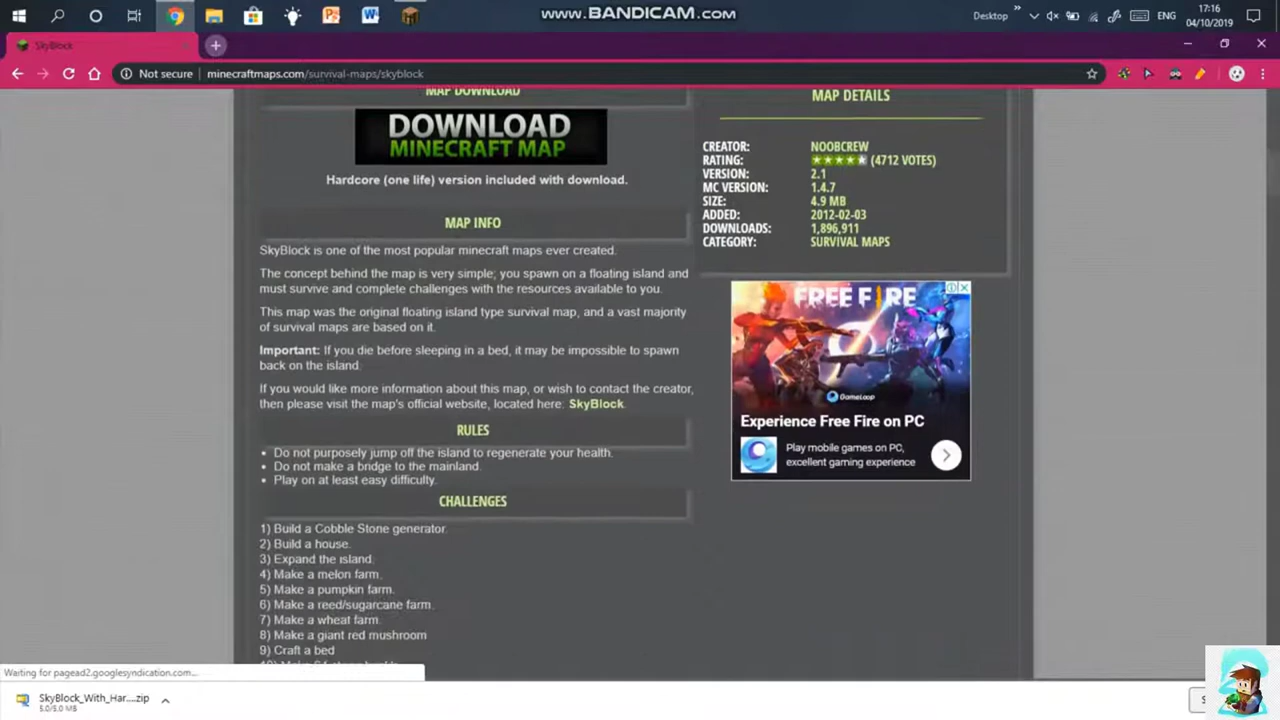 www.BANDICAM.com
Desktop
ENG
17:16
04/10/2019
SkyBlock
Not secure
minecraftmaps.com/survival-maps/skyblock
MAP DOWNLOAD
DOWNLOAD
MINECRAFT MAP
Hardcore (one life) version included with download.
MAP INFO
SkyBlock is one of the most popular minecraft maps ever created.
The concept behind the map is very simple; you spawn on a floating island and
must survive and complete challenges with the resources available to you.
This map was the original floating island type survival map, and a vast majority
of survival maps are based on it.
Important: If you die before sleeping in a bed, it may be impossible to spawn
back on the island.
If you would like more information about this map, or wish to contact the creator,
then please visit the map's official website, located here: SkyBlock.
RULES
• Do not purposely jump off the island to regenerate your health.
• Do not make a bridge to the mainland.
• Play on at least easy difficulty.
CHALLENGES
1) Build a Cobble Stone generator.
2) Build a house.
3) Expand the island.
4) Make a melon farm.
5) Make a pumpkin farm.
6) Make a reed/sugarcane farm.
7) Make a wheat farm.
8) Make a giant red mushroom
9) Craft a bed
MAP DETAILS
CREATOR: NOOBCREW
RATING: (4712 VOTES)
VERSION: 2.1
MC VERSION: 1.4.7
SIZE: 4.9 MB
ADDED: 2012-02-03
DOWNLOADS: 1,896,911
CATEGORY: SURVIVAL MAPS
FREE FIRE
GameLoop
Experience Free Fire on PC
Play mobile games on PC,
excellent gaming experience
Waiting for pagead2.googlesyndication.com...
SkyBlock_With_Har....zip
5.0/5.0 MB